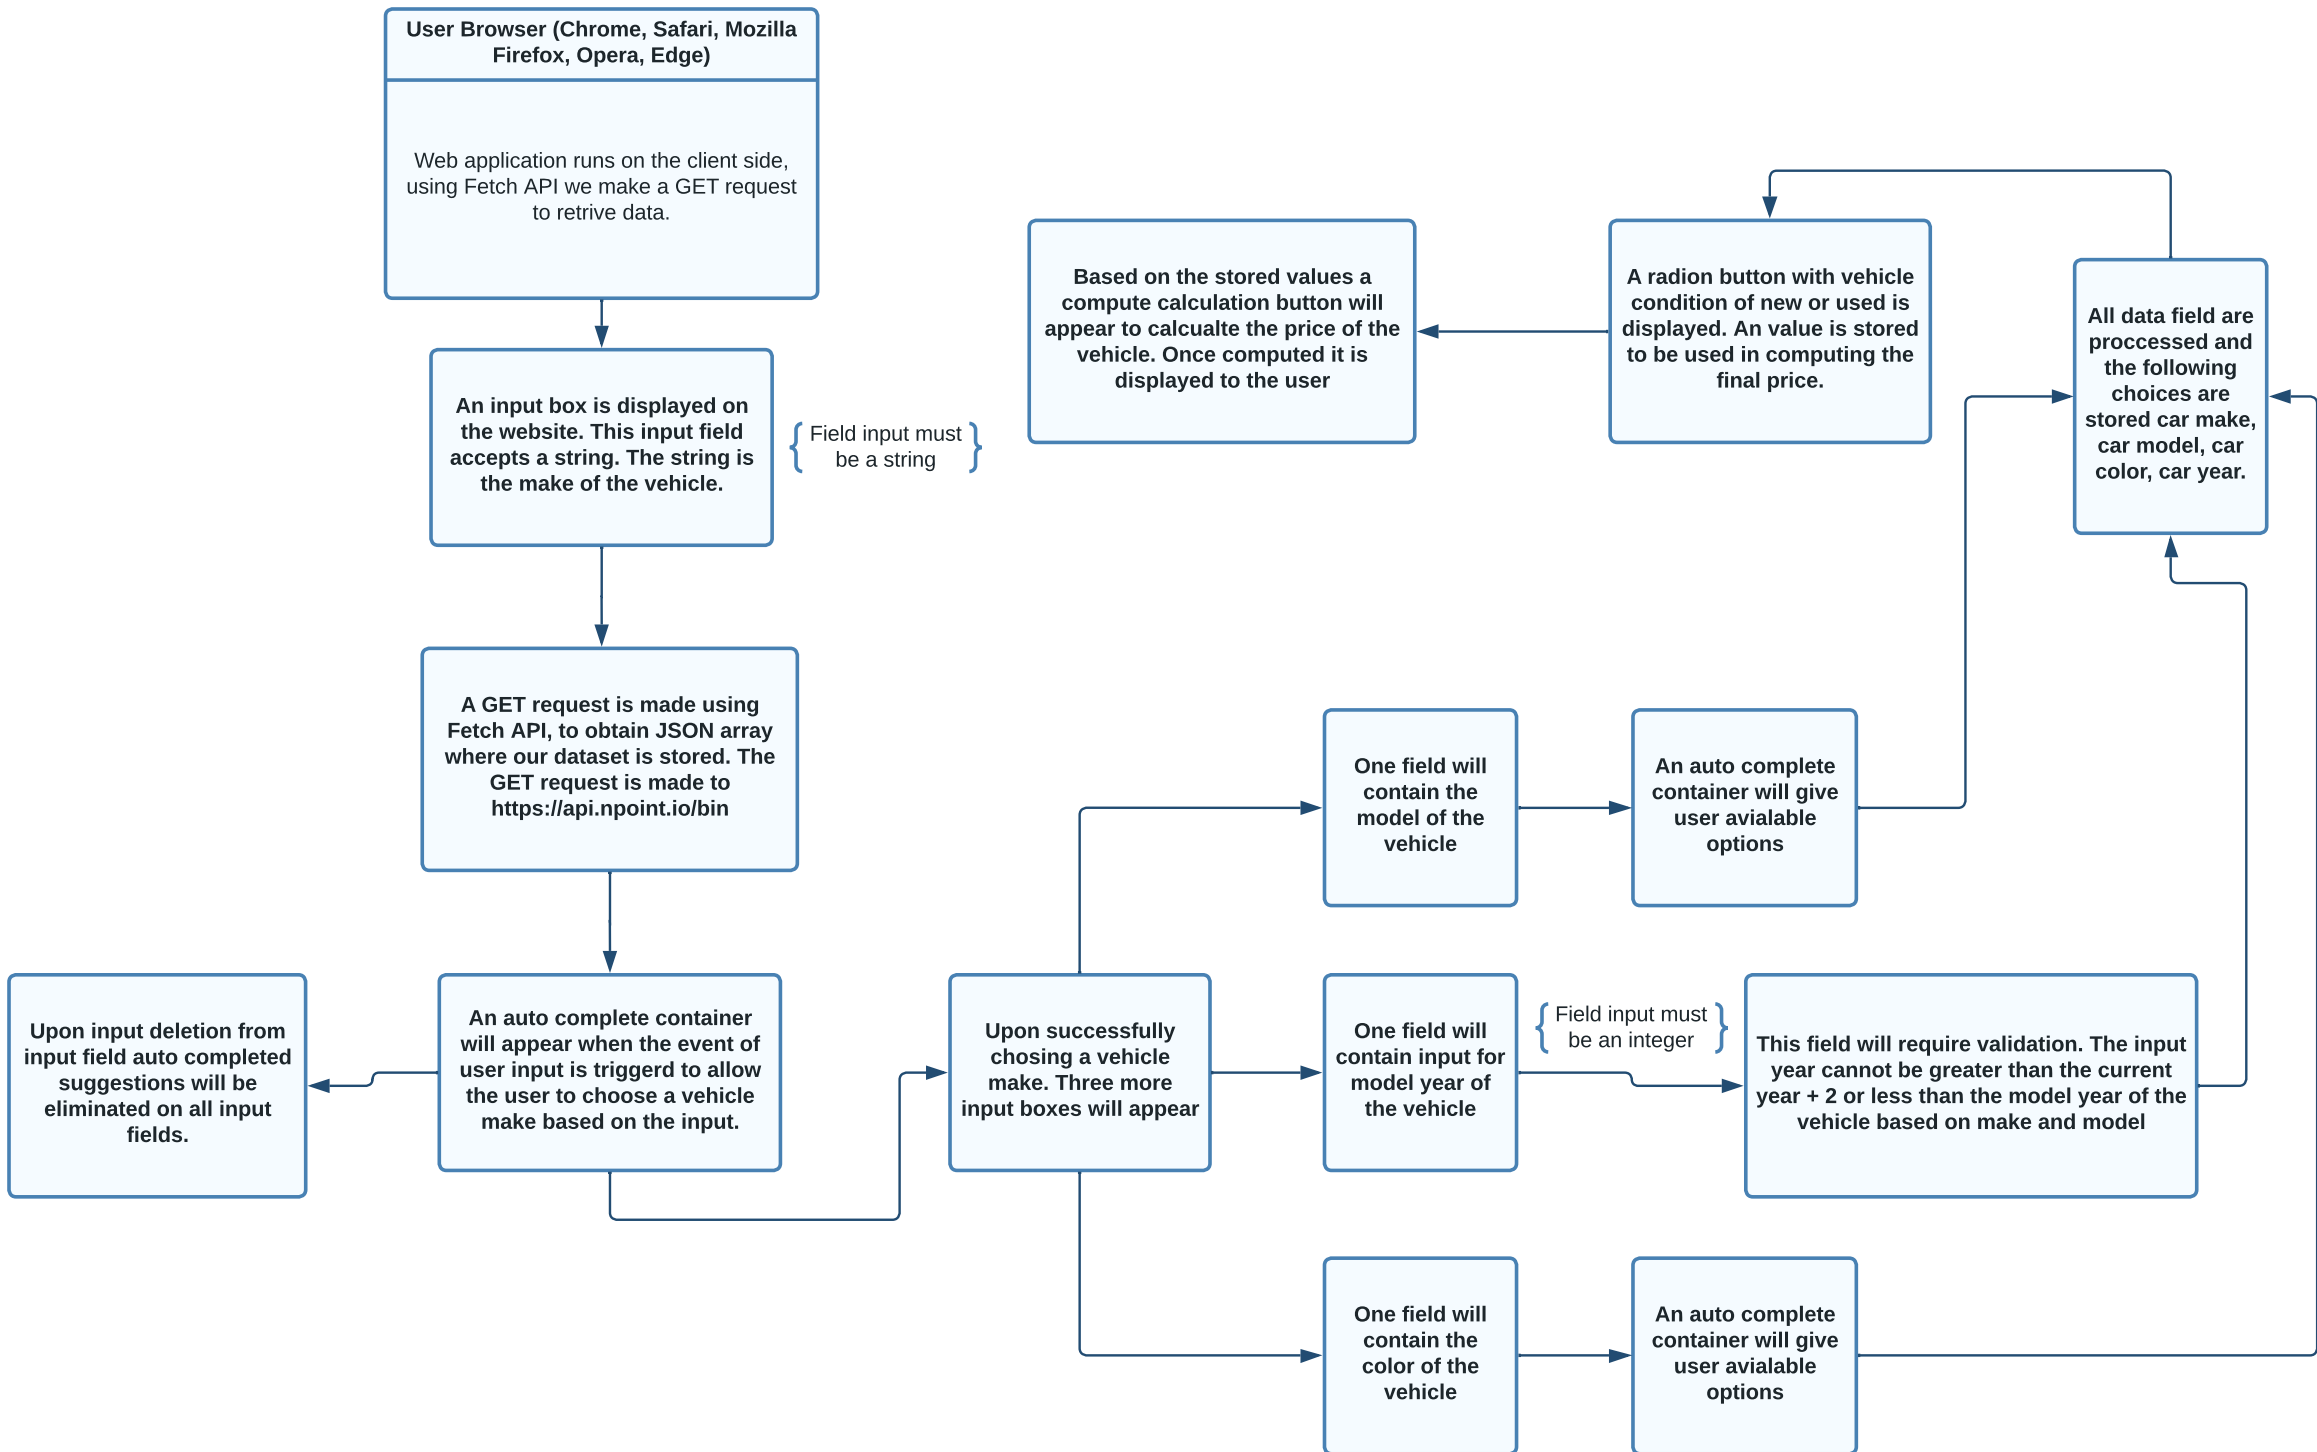 User Browser (Chrome, Safari, Mozilla
Firefox, Opera, Edge)
Web application runs on the client side,
using Fetch API we make a GET request
to retrive data.
An input box is displayed on
the website. This input field
accepts a string. The string is
the make of the vehicle.
Field input must
be a string
A GET request is made using
Fetch API, to obtain JSON array
where our dataset is stored. The
GET request is made to
https://api.npoint.io/bin
An auto complete container
will appear when the event of
user input is triggerd to allow
the user to choose a vehicle
make based on the input.
Upon input deletion from
input field auto completed
suggestions will be
eliminated on all input
fields.
Upon successfully
chosing a vehicle
make. Three more
input boxes will appear
One field will
contain the
model of the
vehicle
An auto complete
container will give
user avialable
options
One field will
contain input for
model year of
the vehicle
Field input must
be an integer
This field will require validation. The input
year cannot be greater than the current
year + 2 or less than the model year of the
vehicle based on make and model
One field will
contain the
color of the
vehicle
An auto complete
container will give
user avialable
options
All data field are
proccessed and
the following
choices are
stored car make,
car model, car
color, car year.
A radion button with vehicle
condition of new or used is
displayed. An value is stored
to be used in computing the
final price.
Based on the stored values a
compute calculation button will
appear to calcualte the price of the
vehicle. Once computed it is
displayed to the user